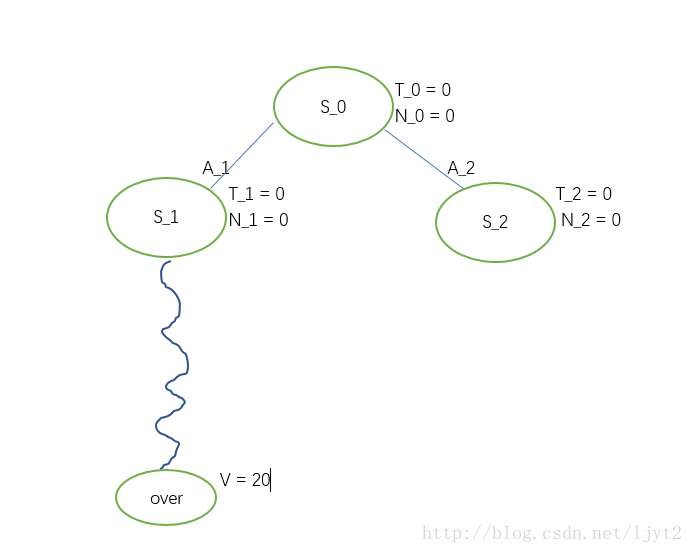 S_0
T_0 = 0
N_0 = 0
A_1
A_2
S_1
T_1 = 0
N_1 = 0
S_2
T_2 = 0
N_2 = 0
over
V = 20
http://blog.csdn.net/ljyt2